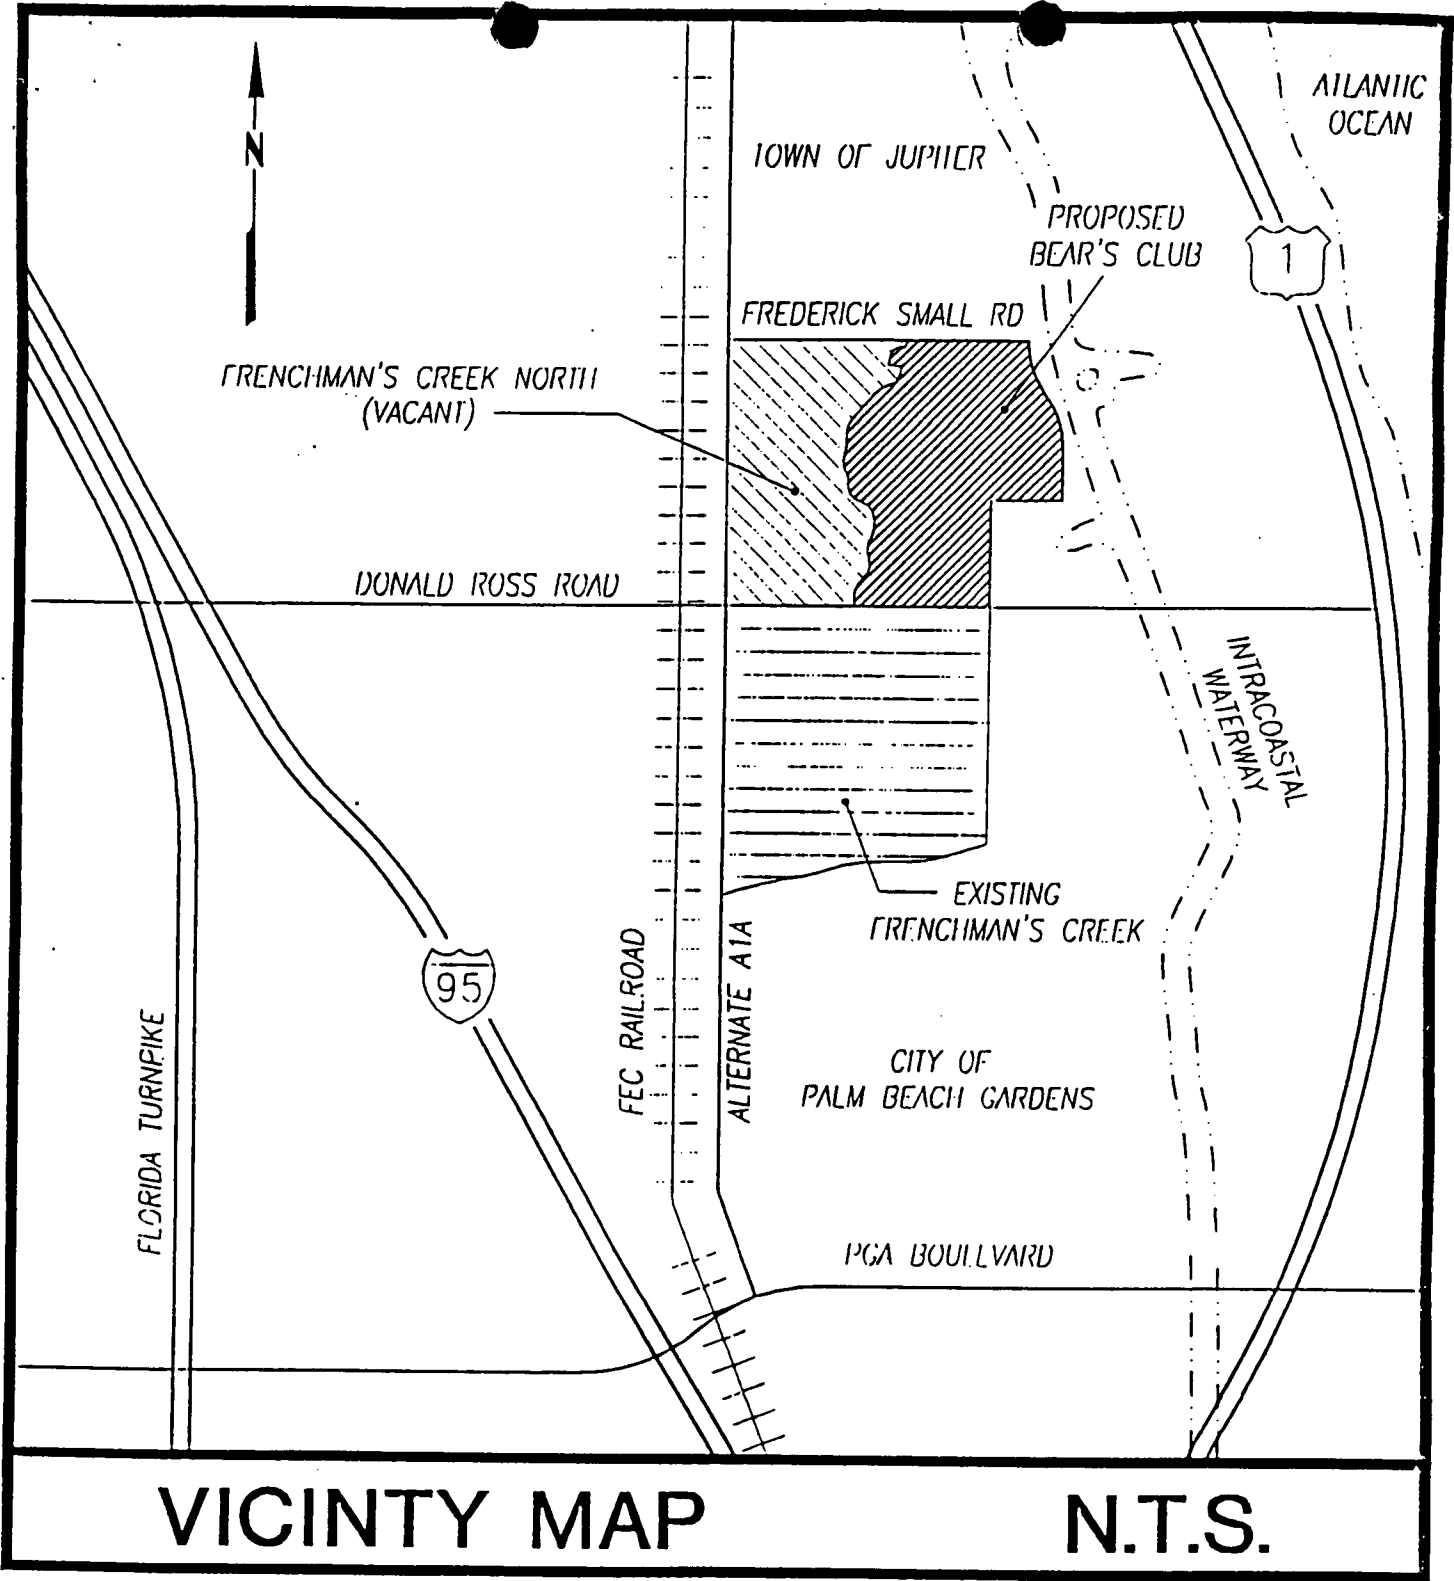 N
ATLANTIC
OCEAN
TOWN OF JUPITER
PROPOSED
BEAR'S CLUB
1
FREDERICK SMALL RD
FRENCHMAN'S CREEK NORTH
(VACANT)
DONALD ROSS ROAD
INTRACOASTAL
WATERWAY
EXISTING
FRENCHMAN'S CREEK
95
FEC RAILROAD
ALTERNATE A1A
FLORIDA TURNPIKE
CITY OF
PALM BEACH GARDENS
PGA BOULEVARD
VICINTY MAP
N.T.S.